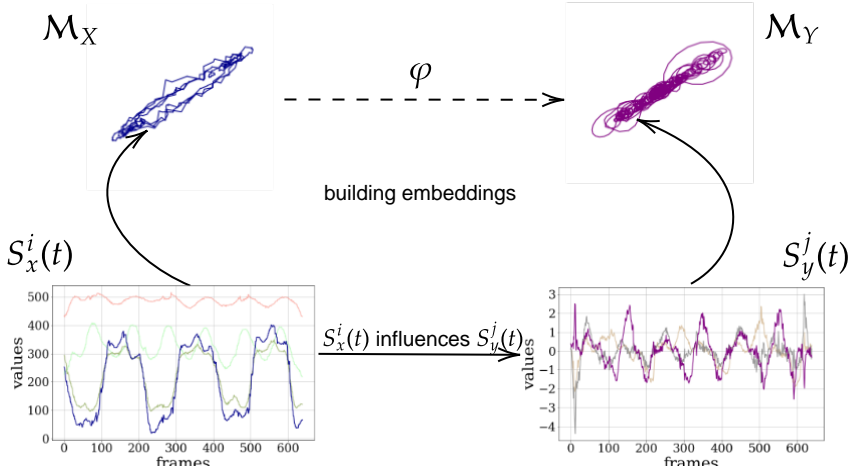 𝓜_X
𝓜_Y
φ
building embeddings
S_x^i(t)
S_y^j(t)
S_x^i(t) influences S_y^j(t)
values
500
400
300
200
100
0
0 100 200 300 400 500 600
frames
values
3
2
1
0
−1
−2
−3
−4
0 100 200 300 400 500 600
frames